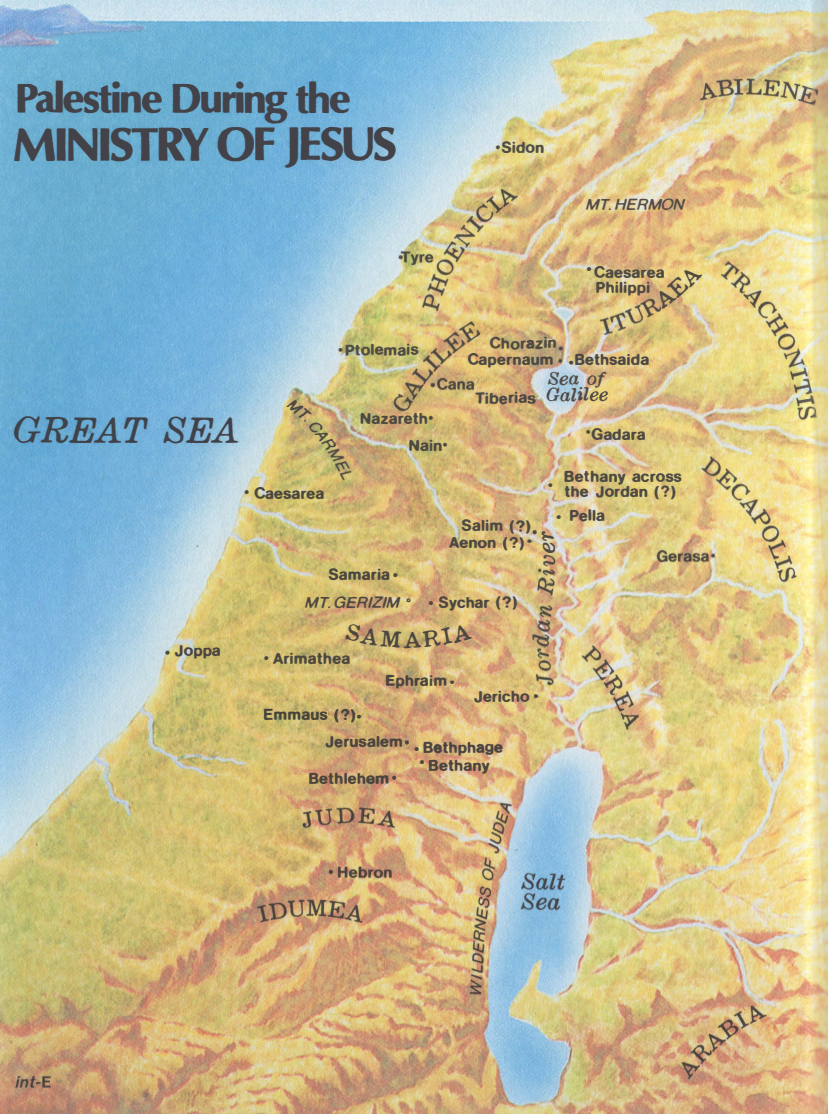 Palestine During the
MINISTRY OF JESUS
ABILENE
Sidon
MT. HERMON
PHOENICIA
Tyre
Caesarea
Philippi
ITURAEA
TRACHONITIS
Ptolemais
GALILEE
Chorazin
Capernaum
Bethsaida
Cana
Tiberias
Sea of
Galilee
GREAT SEA
MT. CARMEL
Nazareth
Nain
Gadara
Bethany across
the Jordan (?)
DECAPOLIS
Caesarea
Pella
Salim (?)
Aenon (?)
Jordan River
Gerasa
Samaria
MT. GERIZIM
Sychar (?)
SAMARIA
Joppa
Arimathea
Ephraim
Jericho
PEREA
Emmaus (?)
Jerusalem
Bethphage
Bethany
Bethlehem
JUDEA
WILDERNESS OF JUDEA
Hebron
Salt
Sea
IDUMEA
ARABIA
int-E